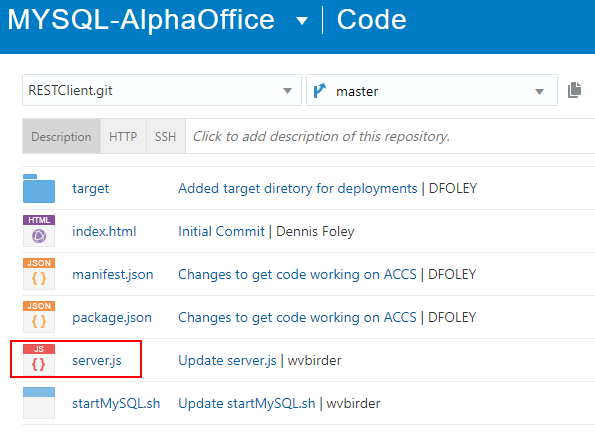 MYSQL-AlphaOffice Code
RESTClient.git master
Description HTTP SSH Click to add description of this repository.
target Added target diretory for deployments | DFOLEY
HTML
index.html Initial Commit | Dennis Foley
JSON
{ }
manifest.json Changes to get code working on ACCS | DFOLEY
JSON
{ }
package.json Changes to get code working on ACCS | DFOLEY
JS
{ }
server.js Update server.js | wvbirder
startMySQL.sh Update startMySQL.sh | wvbirder